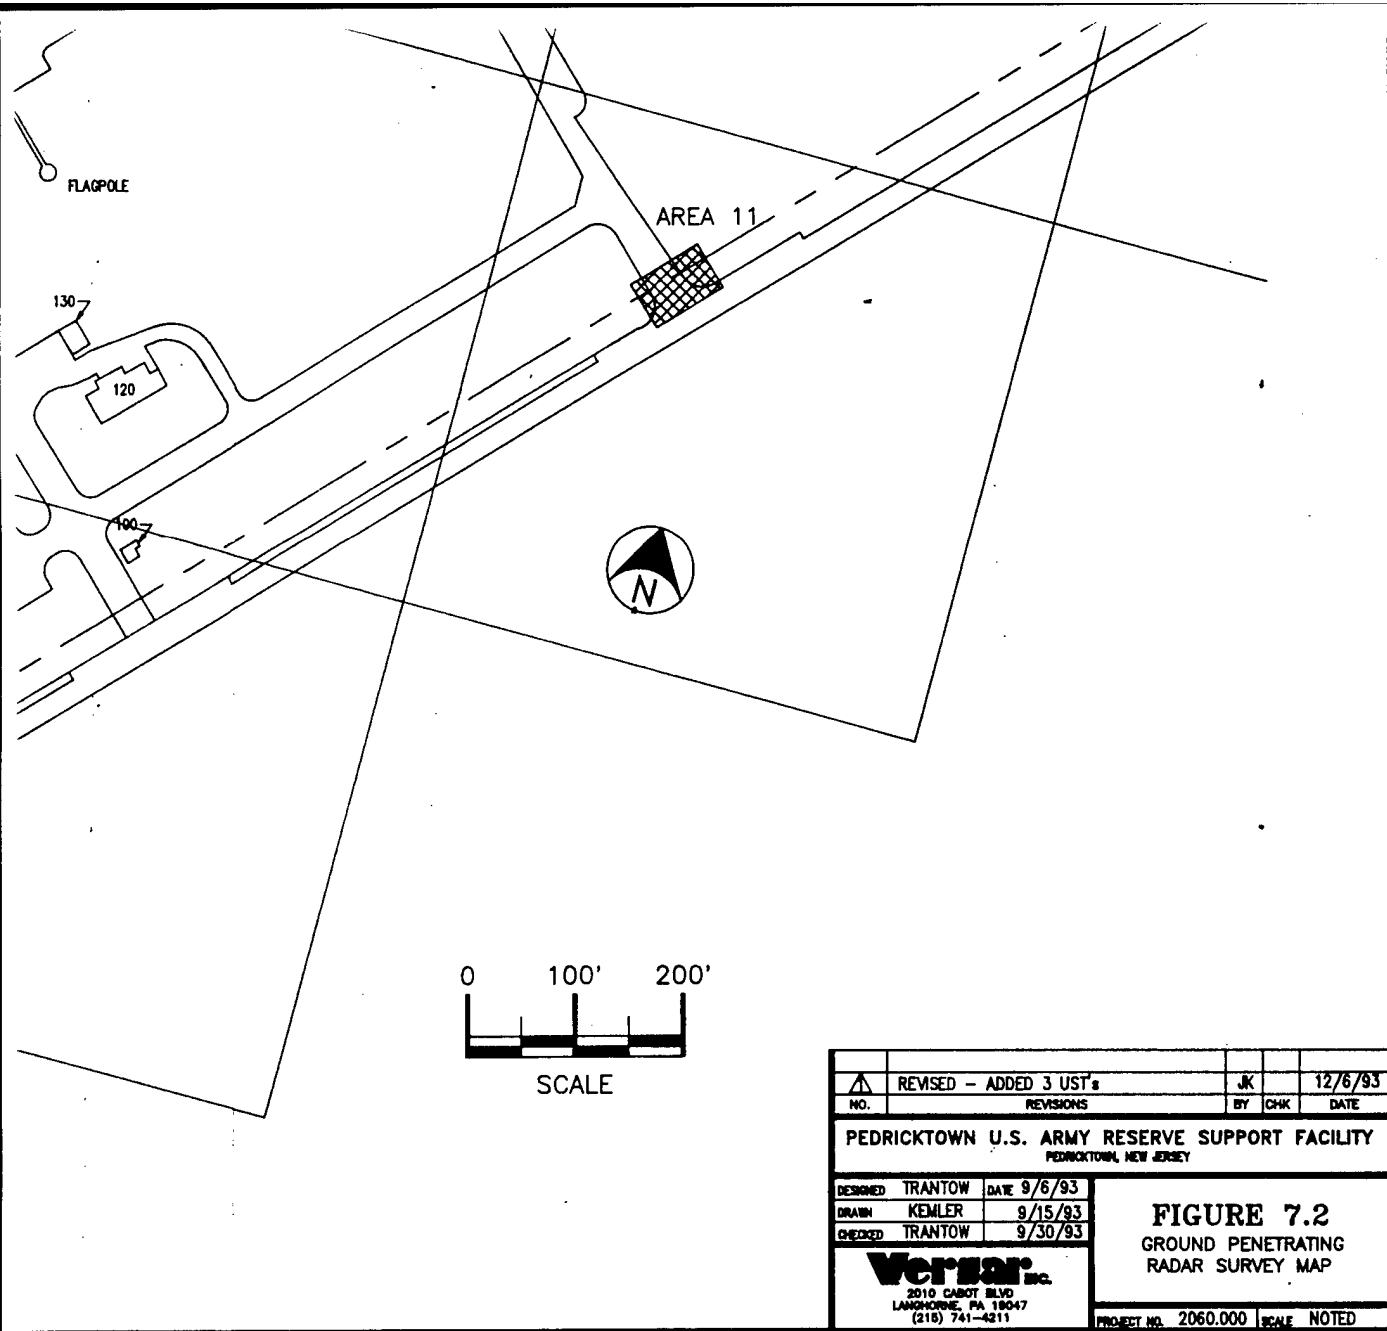 FLAGPOLE
AREA 11
130
120
100
N
0 100' 200'
SCALE
REVISED - ADDED 3 UST's JK 12/6/93
NO. REVISIONS BY CHK DATE
PEDRICKTOWN U.S. ARMY RESERVE SUPPORT FACILITY
PEDRICKTOWN, NEW JERSEY
DESIGNED TRANTOW DATE 9/6/93
DRAWN KEMLER 9/15/93
CHECKED TRANTOW 9/30/93
FIGURE 7.2
GROUND PENETRATING
RADAR SURVEY MAP
Versar INC.
2010 CABOT BLVD
LANGHORNE, PA 19047
(215) 741-4211
PROJECT NO. 2060.000 SCALE NOTED